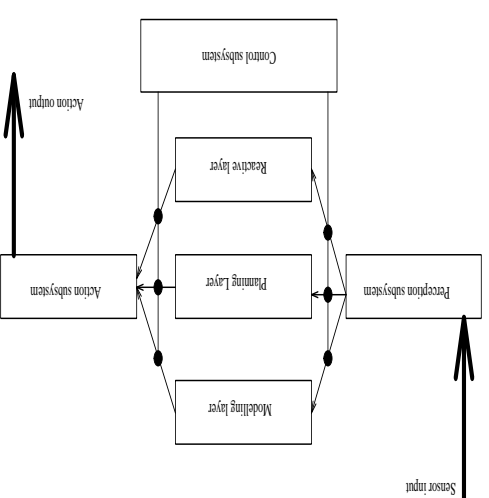 Sensor input
Modelling layer
Perception subsystem
Planning Layer
Action subsystem
Reactive layer
Action output
Control subsystem